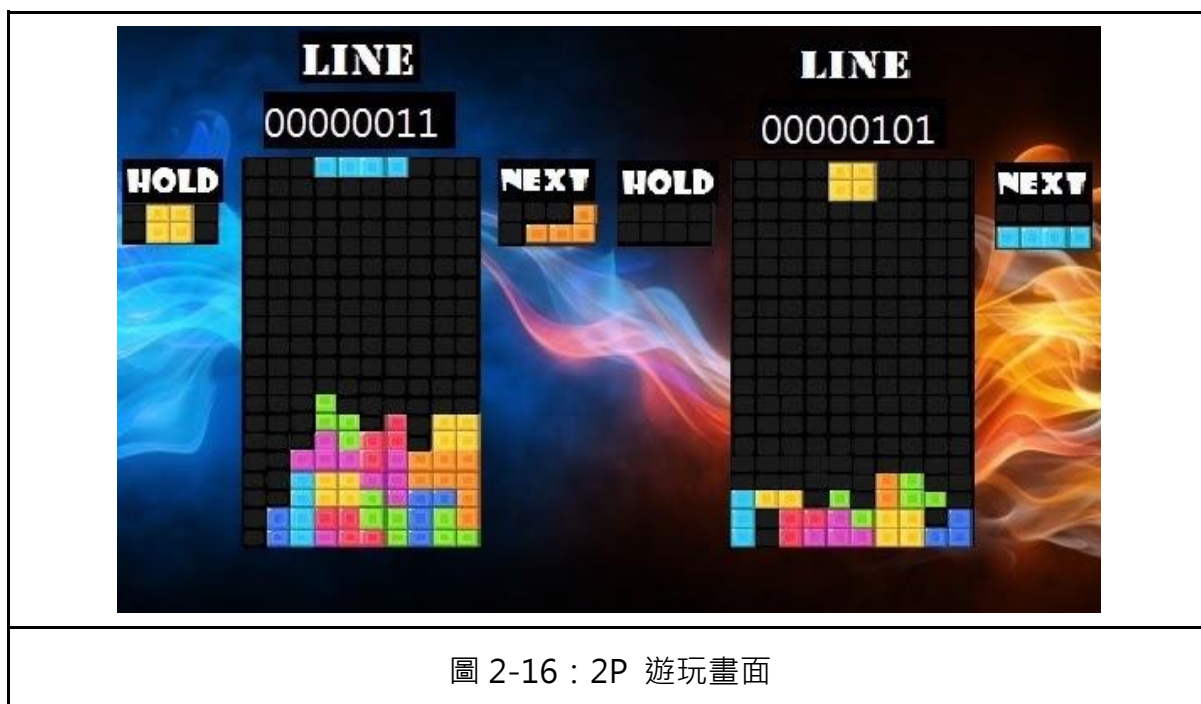 LINE
LINE
00000011
00000101
HOLD
NEXT
HOLD
NEXT
圖 2-16：2P 遊玩畫面